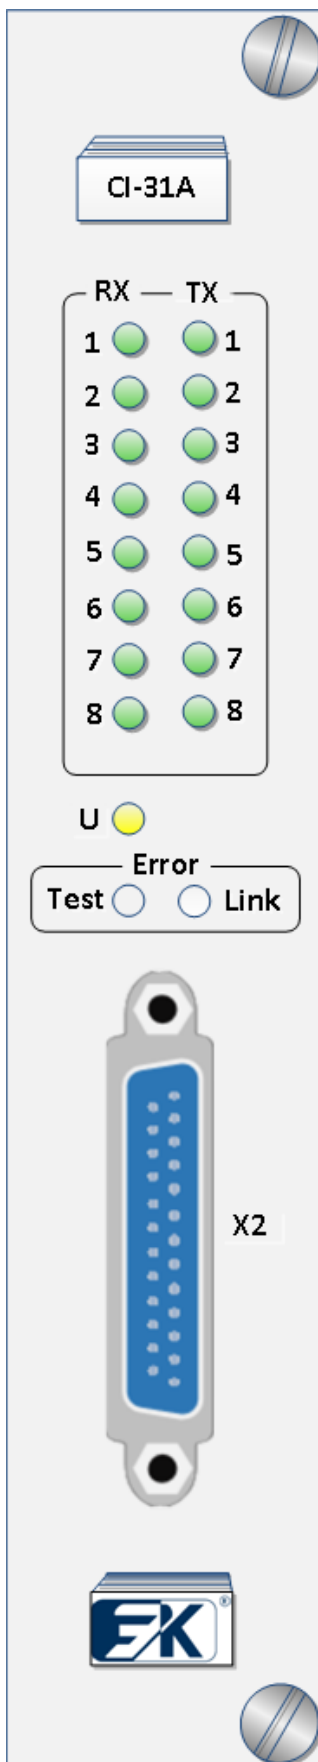 CI-31A
RX TX
1 1
2 2
3 3
4 4
5 5
6 6
7 7
8 8
U
Error
Test Link
X2
ЭK®